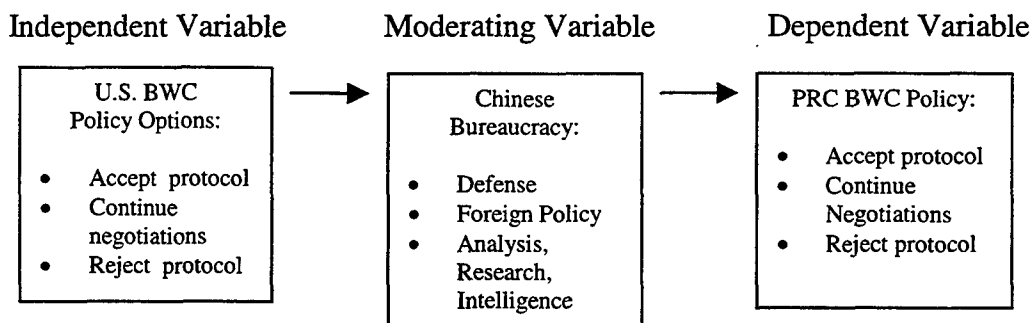 Independent Variable
Moderating Variable
Dependent Variable
U.S. BWC
Policy Options:
• Accept protocol
• Continue
negotiations
• Reject protocol
Chinese
Bureaucracy:
• Defense
• Foreign Policy
• Analysis,
Research,
Intelligence
PRC BWC Policy:
• Accept protocol
• Continue
Negotiations
• Reject protocol